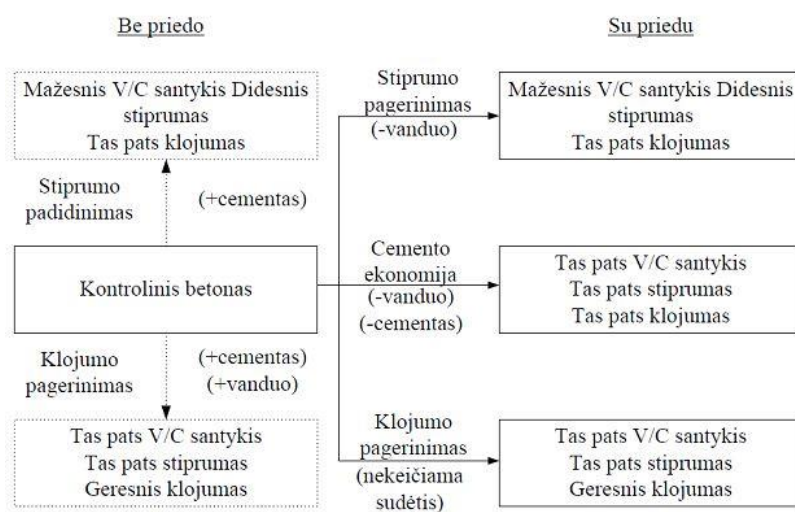 Be priedo
Su priedu
Mažesnis V/C santykis Didesnis
stiprumas
Tas pats klojumas
Stiprumo
pagerinimas
(-vanduo)
Mažesnis V/C santykis Didesnis
stiprumas
Tas pats klojumas
Stiprumo
padidinimas
(+cementas)
Kontrolinis betonas
Cemento
ekonomija
(-vanduo)
(-cementas)
Tas pats V/C santykis
Tas pats stiprumas
Tas pats klojumas
Klojumo
pagerinimas
(+cementas)
(+vanduo)
Tas pats V/C santykis
Tas pats stiprumas
Geresnis klojumas
Klojumo
pagerinimas
(nekeičiama
sudėtis)
Tas pats V/C santykis
Tas pats stiprumas
Geresnis klojumas